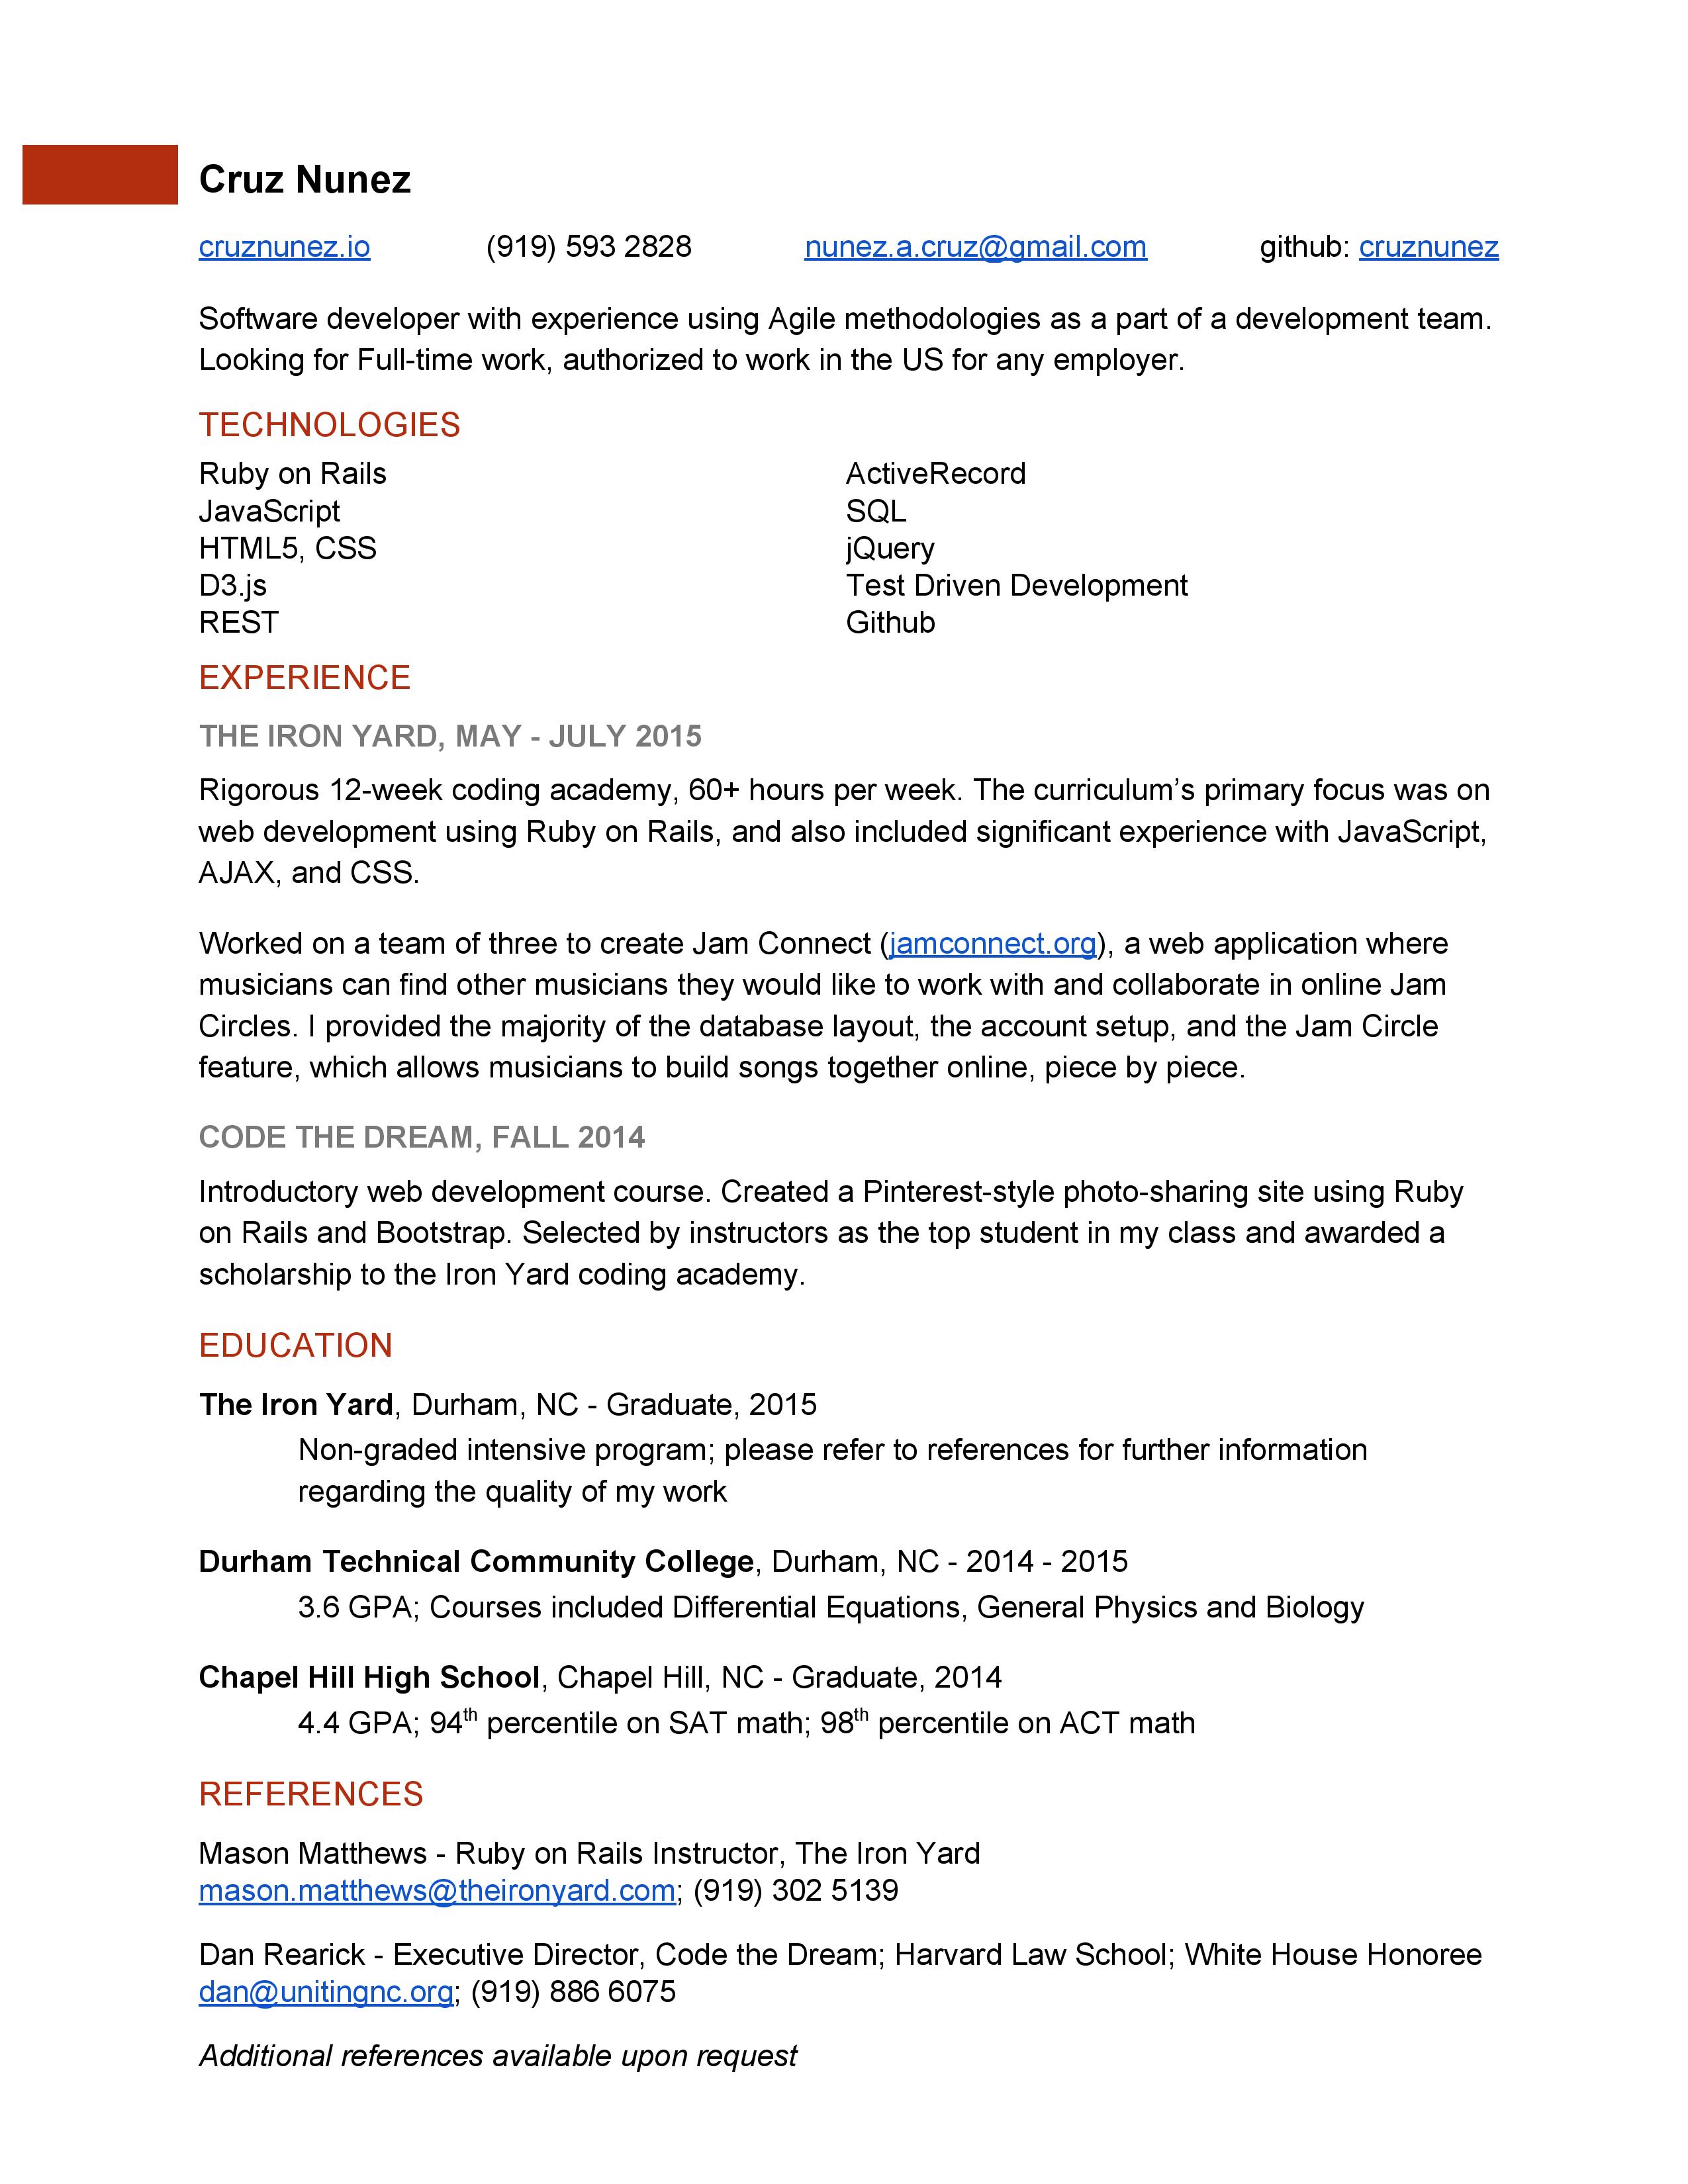 Cruz Nunez
cruznunez.io (919) 593 2828 nunez.a.cruz@gmail.com github: cruznunez
Software developer with experience using Agile methodologies as a part of a development team.
Looking for Full-time work, authorized to work in the US for any employer.
TECHNOLOGIES
Ruby on Rails
JavaScript
HTML5, CSS
D3.js
REST
ActiveRecord
SQL
jQuery
Test Driven Development
Github
EXPERIENCE
THE IRON YARD, MAY - JULY 2015
Rigorous 12-week coding academy, 60+ hours per week. The curriculum’s primary focus was on
web development using Ruby on Rails, and also included significant experience with JavaScript,
AJAX, and CSS.
Worked on a team of three to create Jam Connect (jamconnect.org), a web application where
musicians can find other musicians they would like to work with and collaborate in online Jam
Circles. I provided the majority of the database layout, the account setup, and the Jam Circle
feature, which allows musicians to build songs together online, piece by piece.
CODE THE DREAM, FALL 2014
Introductory web development course. Created a Pinterest-style photo-sharing site using Ruby
on Rails and Bootstrap. Selected by instructors as the top student in my class and awarded a
scholarship to the Iron Yard coding academy.
EDUCATION
The Iron Yard, Durham, NC - Graduate, 2015
Non-graded intensive program; please refer to references for further information
regarding the quality of my work
Durham Technical Community College, Durham, NC - 2014 - 2015
3.6 GPA; Courses included Differential Equations, General Physics and Biology
Chapel Hill High School, Chapel Hill, NC - Graduate, 2014
4.4 GPA; 94th percentile on SAT math; 98th percentile on ACT math
REFERENCES
Mason Matthews - Ruby on Rails Instructor, The Iron Yard
mason.matthews@theironyard.com; (919) 302 5139
Dan Rearick - Executive Director, Code the Dream; Harvard Law School; White House Honoree
dan@unitingnc.org; (919) 886 6075
Additional references available upon request